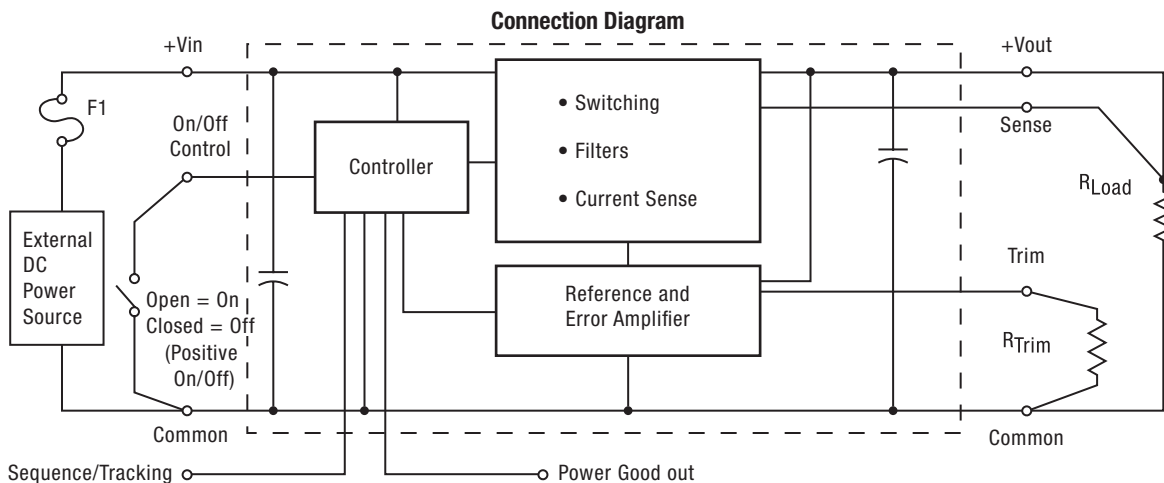 Connection Diagram
+Vin
+Vout
F1
On/Off
Control
• Switching
• Filters
• Current Sense
Controller
Sense
RLoad
External
DC
Power
Source
Open = On
Closed = Off
(Positive
On/Off)
Reference and
Error Amplifier
Trim
RTrim
Common
Common
Sequence/Tracking
Power Good out